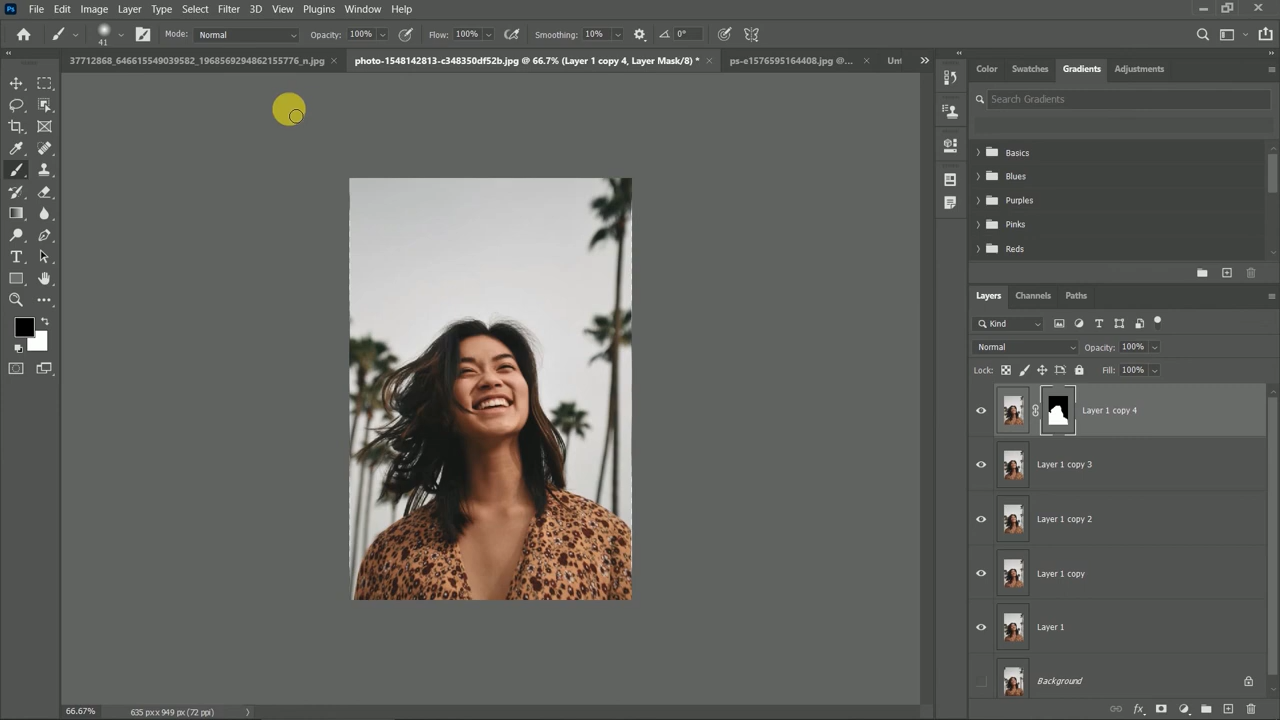 Ps File Edit Image Layer Type Select Filter 3D View Plugins Window Help
41 Mode: Normal Opacity: 100% Flow: 100% Smoothing: 10% 0°
37712868_646615549039582_1968569294862155776_n.jpg × photo-1548142813-c348350df52b.jpg @ 66.7% (Layer 1 copy 4, Layer Mask/8) * × ps-e1576595164408.jpg @... × Unt
Color Swatches Gradients Adjustments
Search Gradients
Basics
Blues
Purples
Pinks
Reds
Layers Channels Paths
Kind
Normal Opacity: 100%
Lock: Fill: 100%
Layer 1 copy 4
Layer 1 copy 3
Layer 1 copy 2
Layer 1 copy
Layer 1
Background
66.67% 635 px x 949 px (72 ppi)